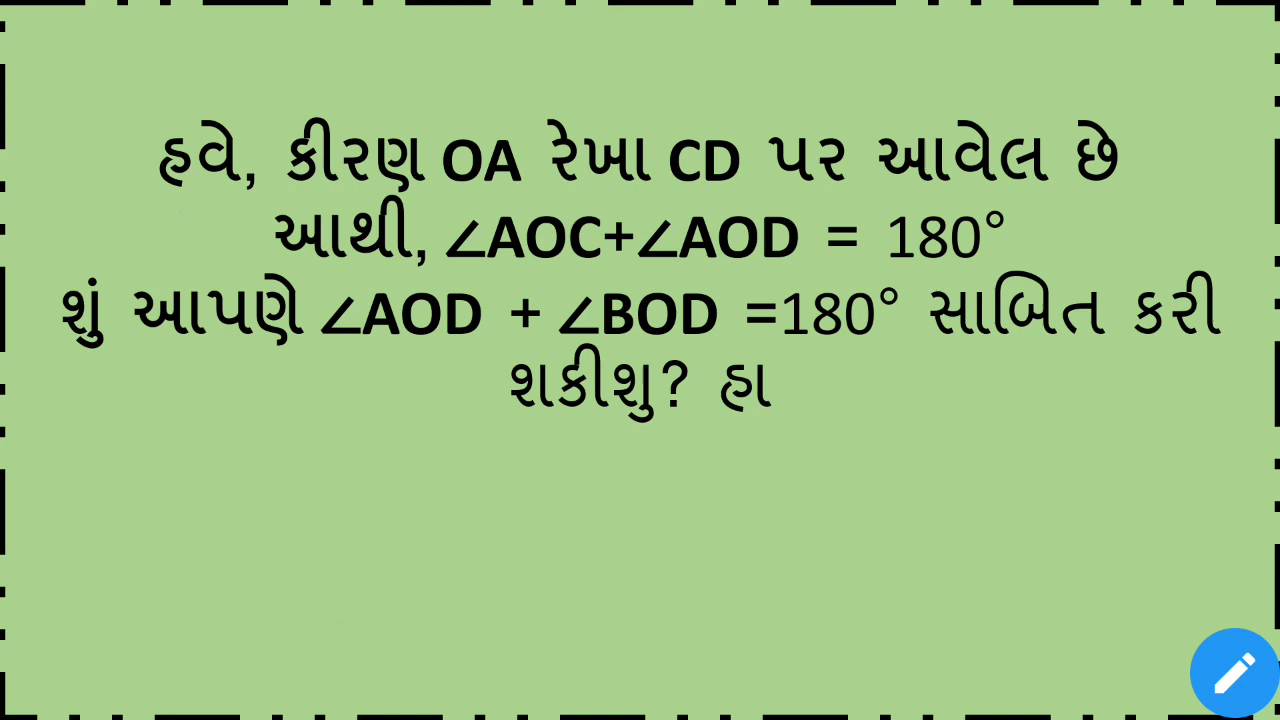 હવે, કીરણ OA રેખા CD પર આવેલ છે
આથી, ∠AOC+∠AOD = 180°
શું આપણે ∠AOD + ∠BOD =180° સાબિત કરી
શકીશુ? હા